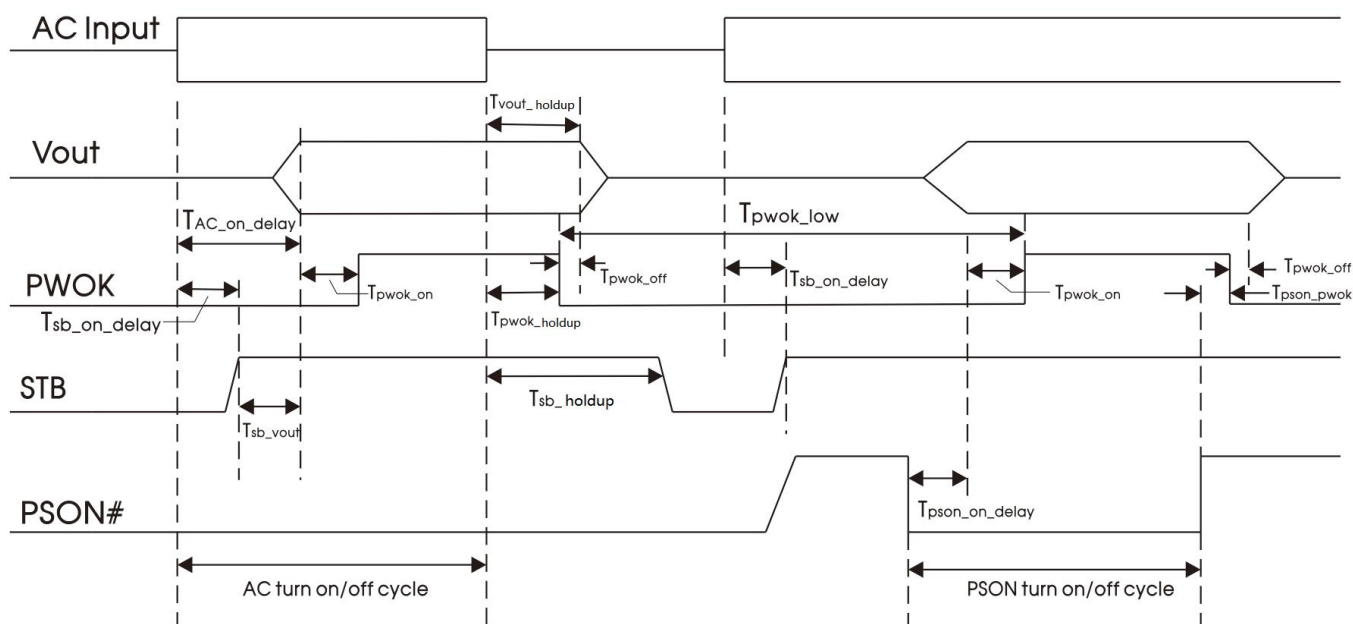 AC Input
Tvout_holdup
Vout
TAC_on_delay
Tpwok_low
PWOK
Tpwok_on
Tpwok_off
Tsb_on_delay
Tpwok_on
Tpwok_off
Tpson_pwok
Tsb_on_delay
Tpwok_holdup
STB
Tsb_holdup
Tsb_vout
PSON#
Tpson_on_delay
AC turn on/off cycle
PSON turn on/off cycle